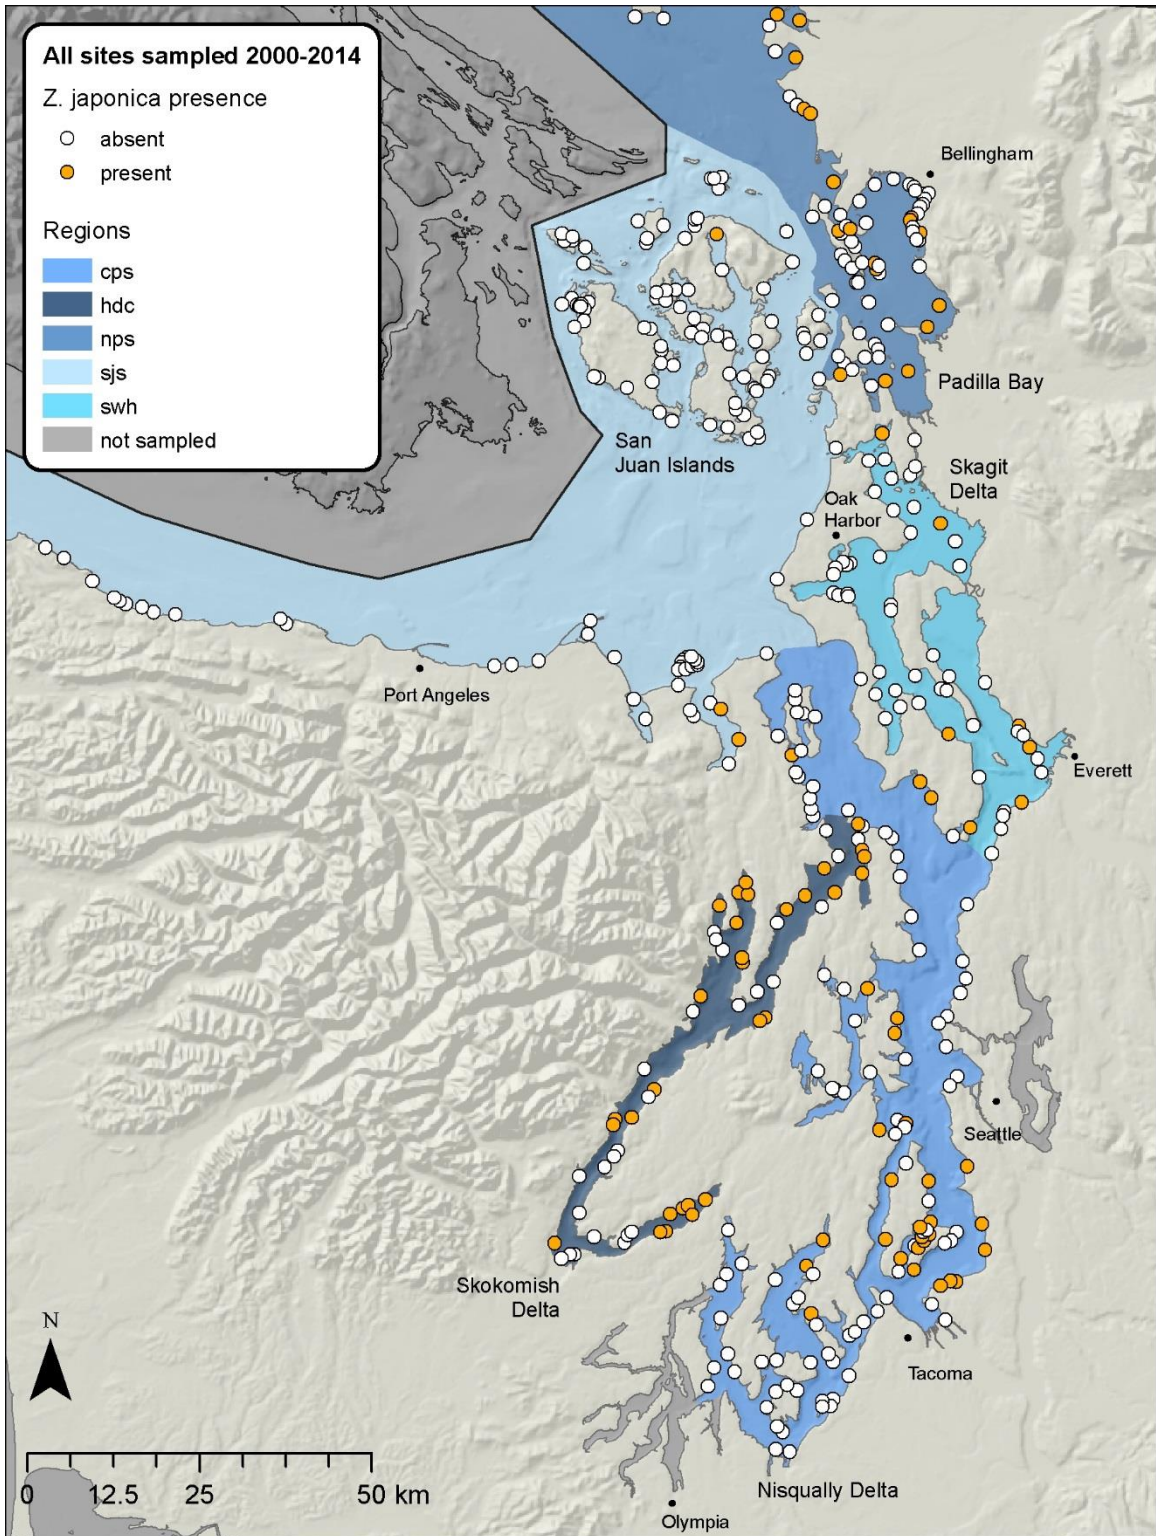 All sites sampled 2000-2014
Z. japonica presence
absent
present
Regions
cps
hdc
nps
sjs
swh
not sampled
Bellingham
Padilla Bay
San
Juan Islands
Skagit
Delta
Oak
Harbor
Port Angeles
Everett
Seattle
Skokomish
Delta
N
Tacoma
0 12.5 25 50 km
Nisqually Delta
Olympia